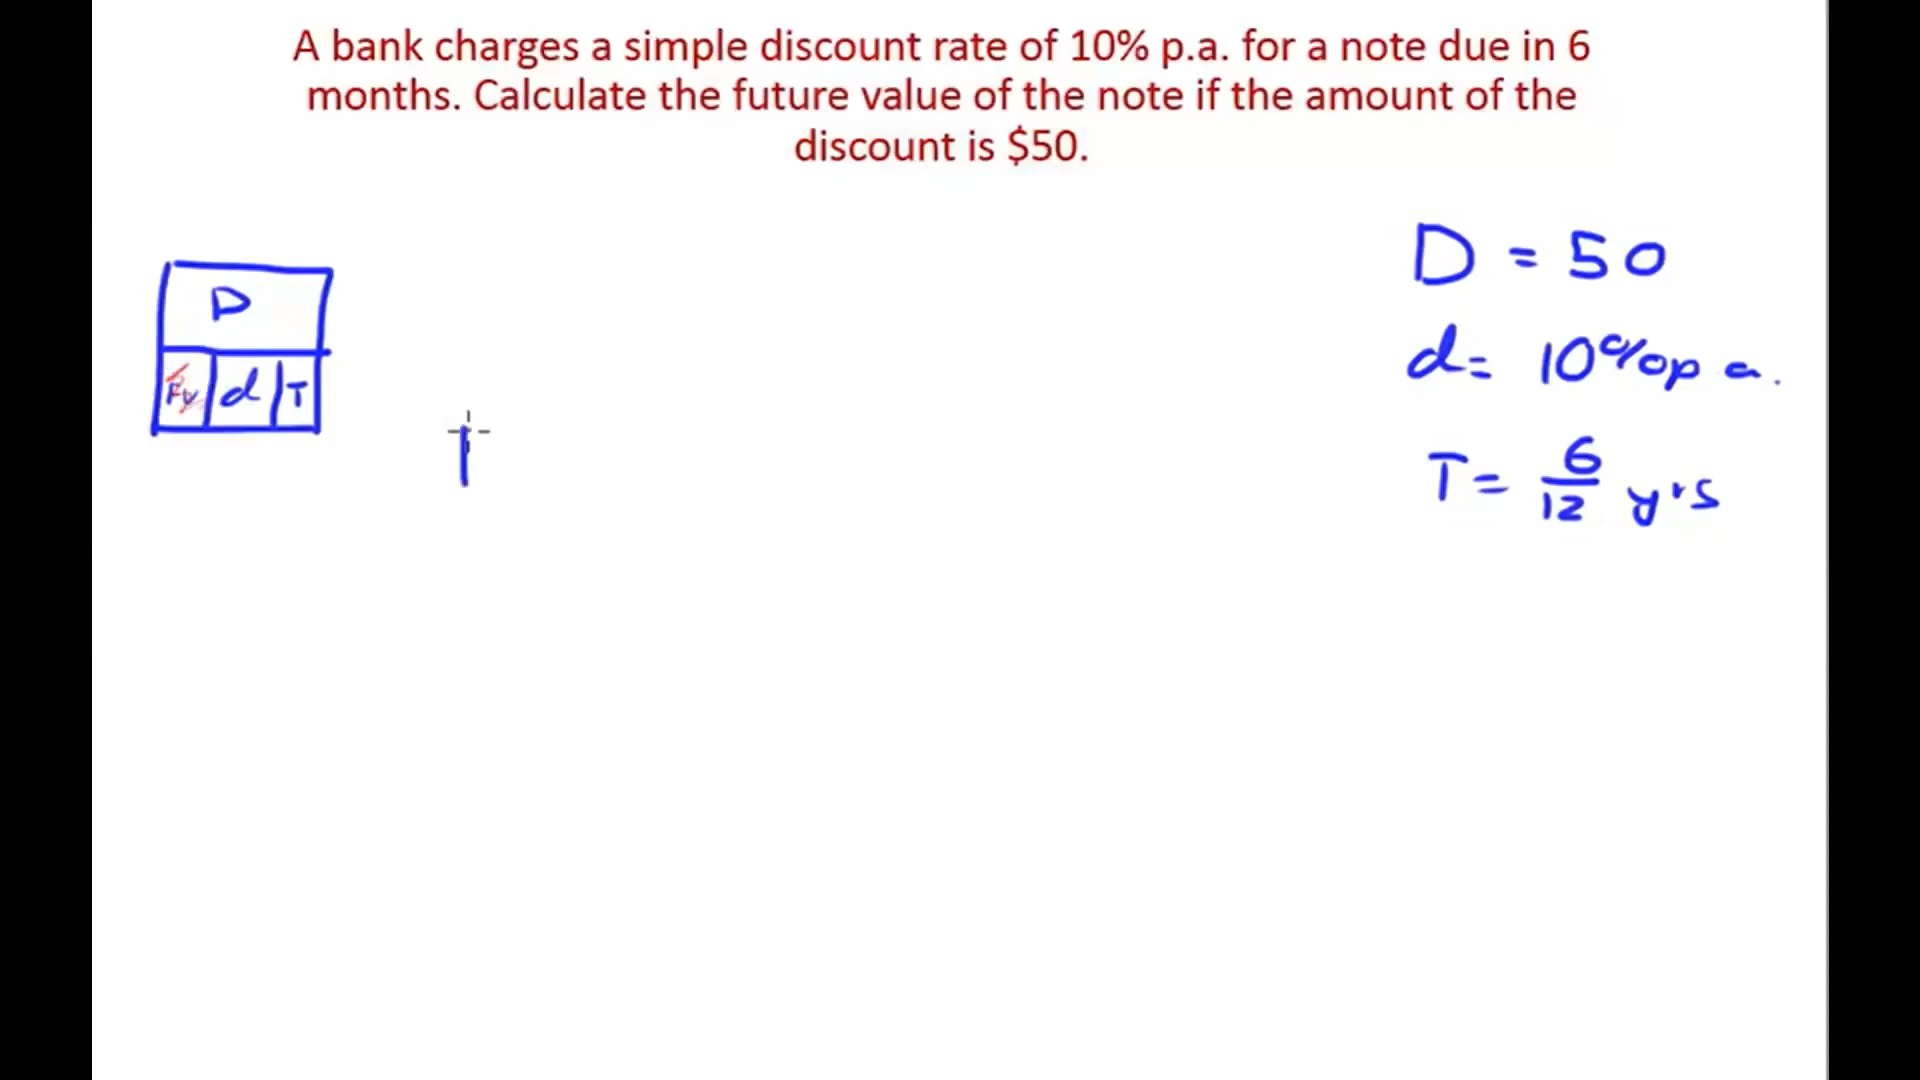 A bank charges a simple discount rate of 10% p.a. for a note due in 6
months. Calculate the future value of the note if the amount of the
discount is $50.
D
Fv d T
D = 50
d = 10% p a.
T = 6/12 yrs